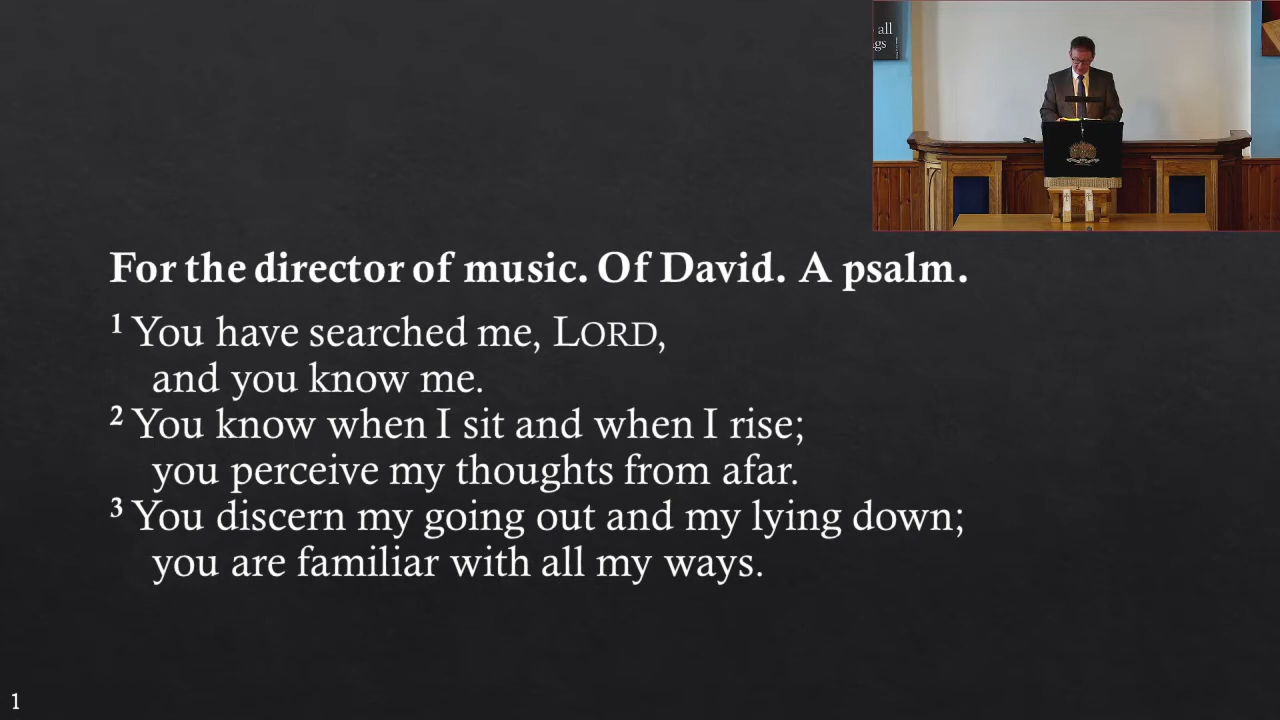 all
gs
For the director of music. Of David. A psalm.
1 You have searched me, LORD,
and you know me.
2 You know when I sit and when I rise;
you perceive my thoughts from afar.
3 You discern my going out and my lying down;
you are familiar with all my ways.
1